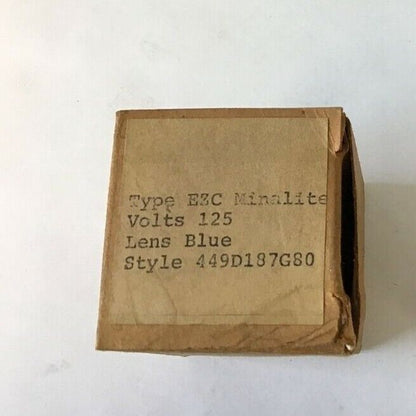 Type EZC Minalite
Volts 125
Lens Blue
Style 449D187G80